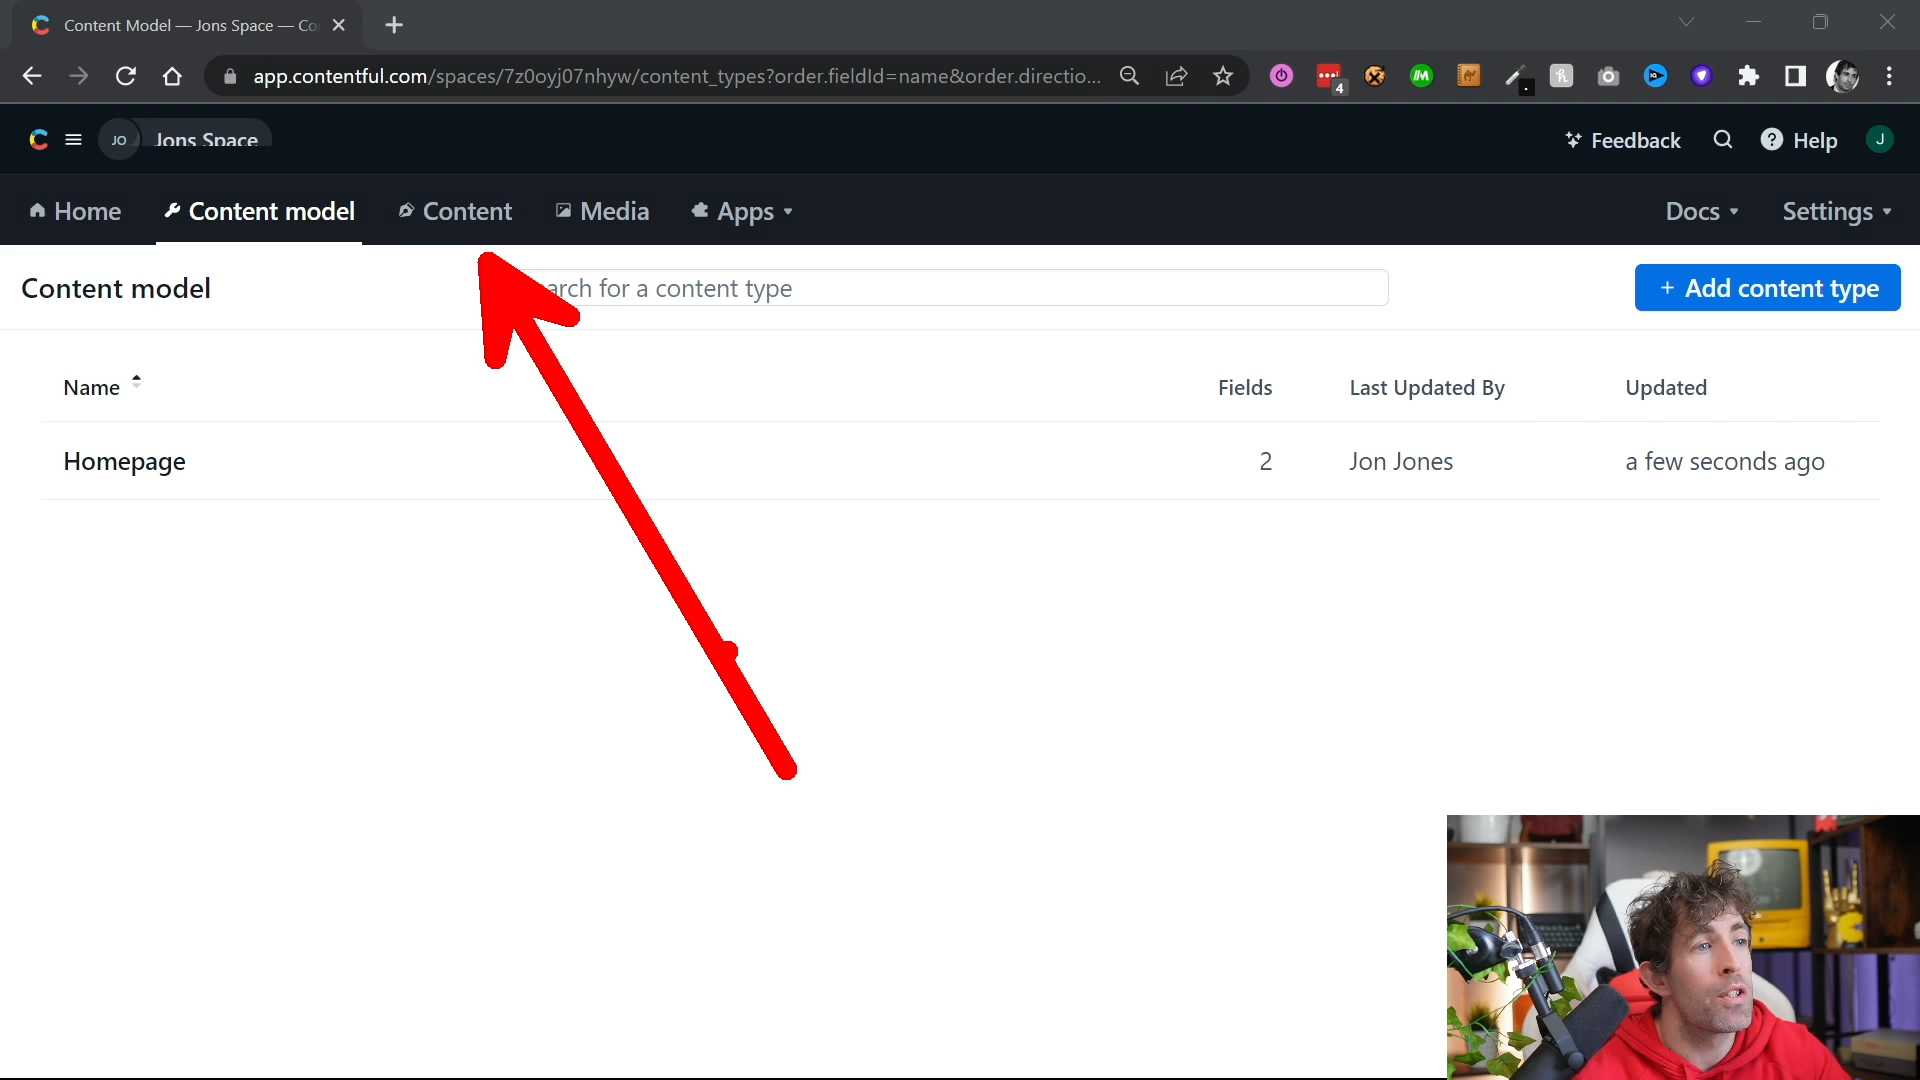 Content Model — Jons Space — Co
app.contentful.com/spaces/7z0oyj07nhyw/content_types?order.fieldId=name&order.directio...
4
JO Jons Space
Feedback
Help
J
Home
Content model
Content
Media
Apps
Docs
Settings
Content model
arch for a content type
+ Add content type
Name
Fields
Last Updated By
Updated
Homepage
2
Jon Jones
a few seconds ago